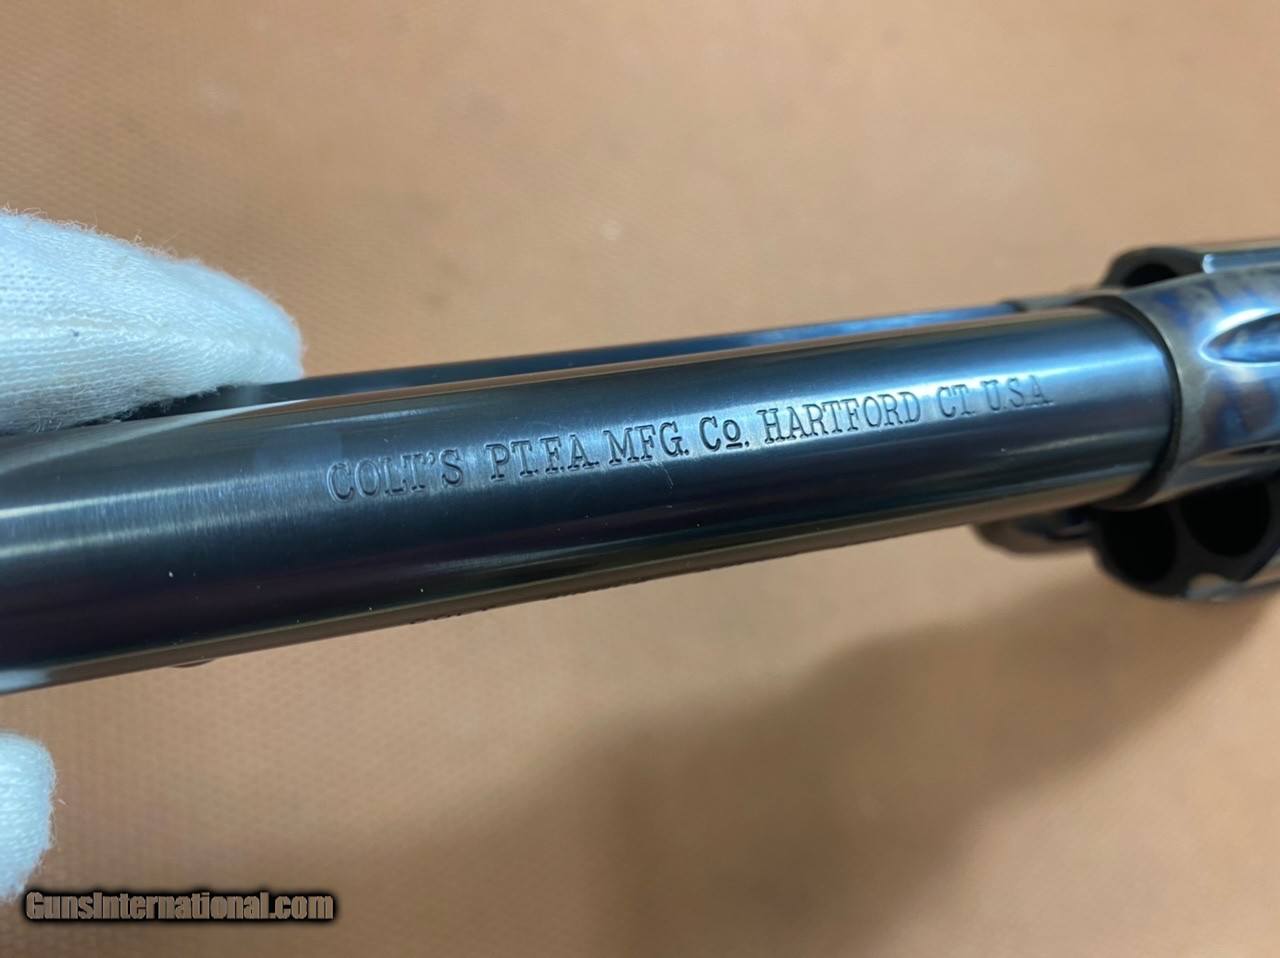 COLT'S PT. F.A. MFG. Co. HARTFORD CT. U.S.A.
GunsInternational.com